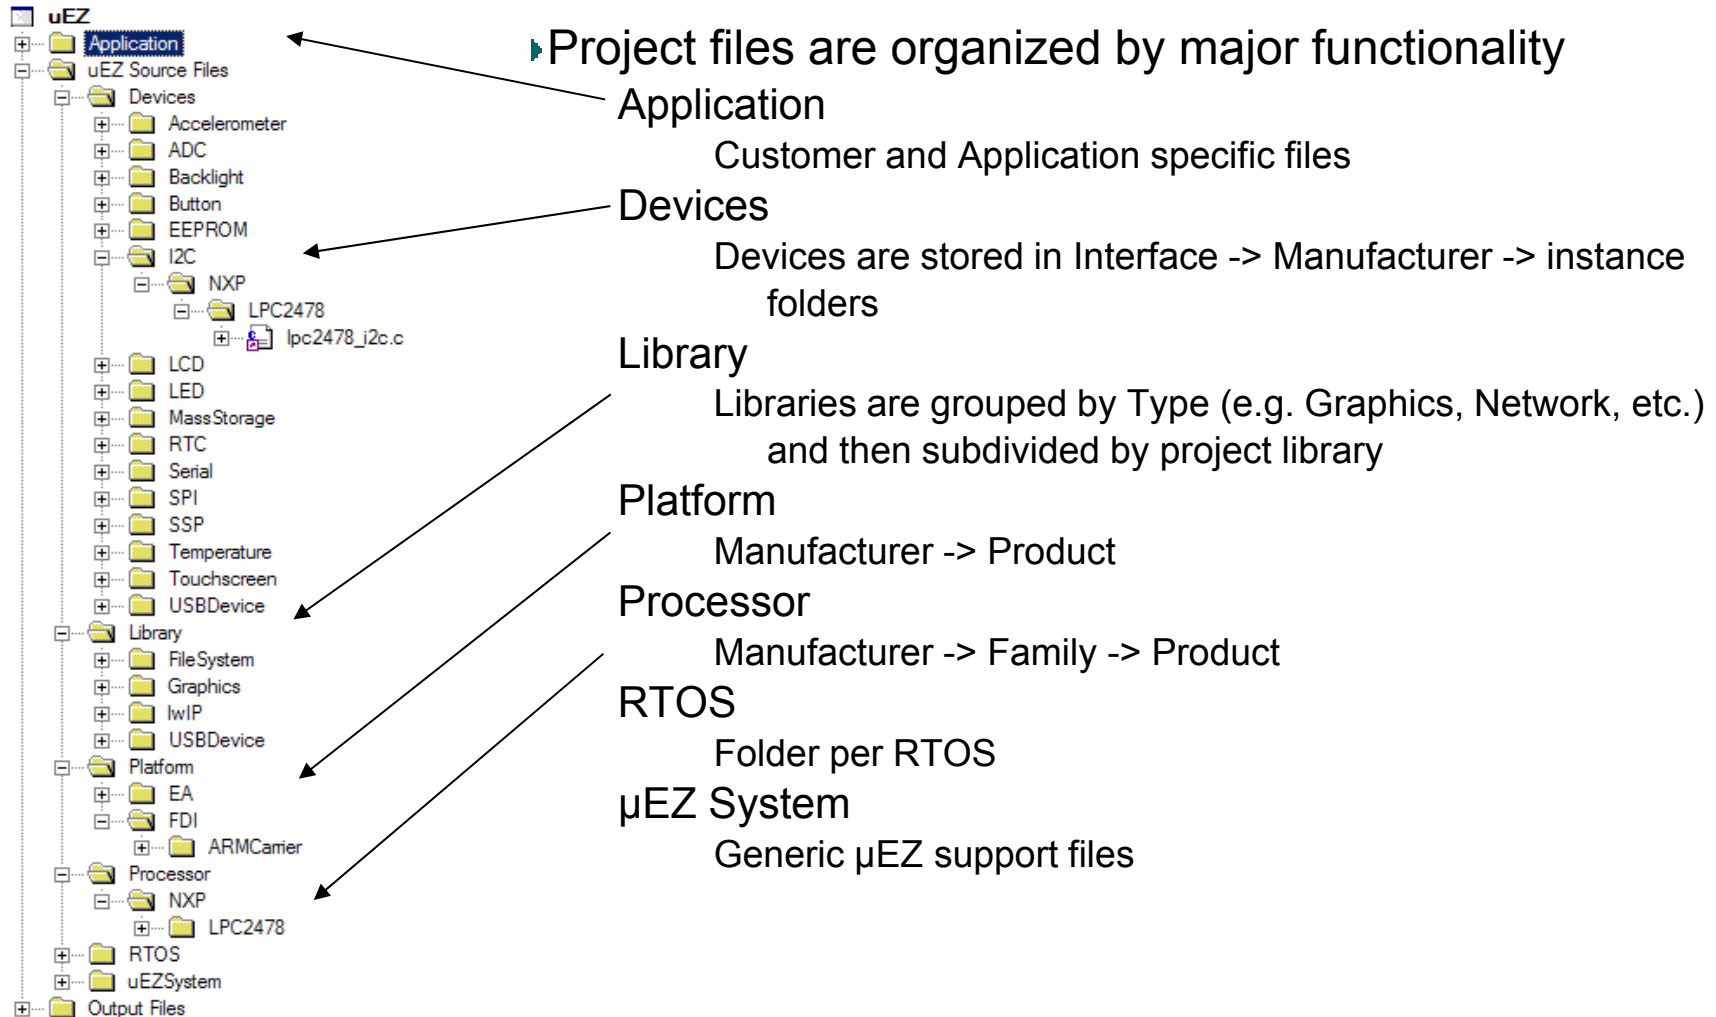 uEZ
Application
uEZ Source Files
Devices
Accelerometer
ADC
Backlight
Button
EEPROM
I2C
NXP
LPC2478
lpc2478_i2c.c
LCD
LED
MassStorage
RTC
Serial
SPI
SSP
Temperature
Touchscreen
USBDevice
Library
FileSystem
Graphics
lwIP
USBDevice
Platform
EA
FDI
ARMCarrier
Processor
NXP
LPC2478
RTOS
uEZSystem
Output Files
Project files are organized by major functionality
Application
Customer and Application specific files
Devices
Devices are stored in Interface -> Manufacturer -> instance
folders
Library
Libraries are grouped by Type (e.g. Graphics, Network, etc.)
and then subdivided by project library
Platform
Manufacturer -> Product
Processor
Manufacturer -> Family -> Product
RTOS
Folder per RTOS
µEZ System
Generic µEZ support files